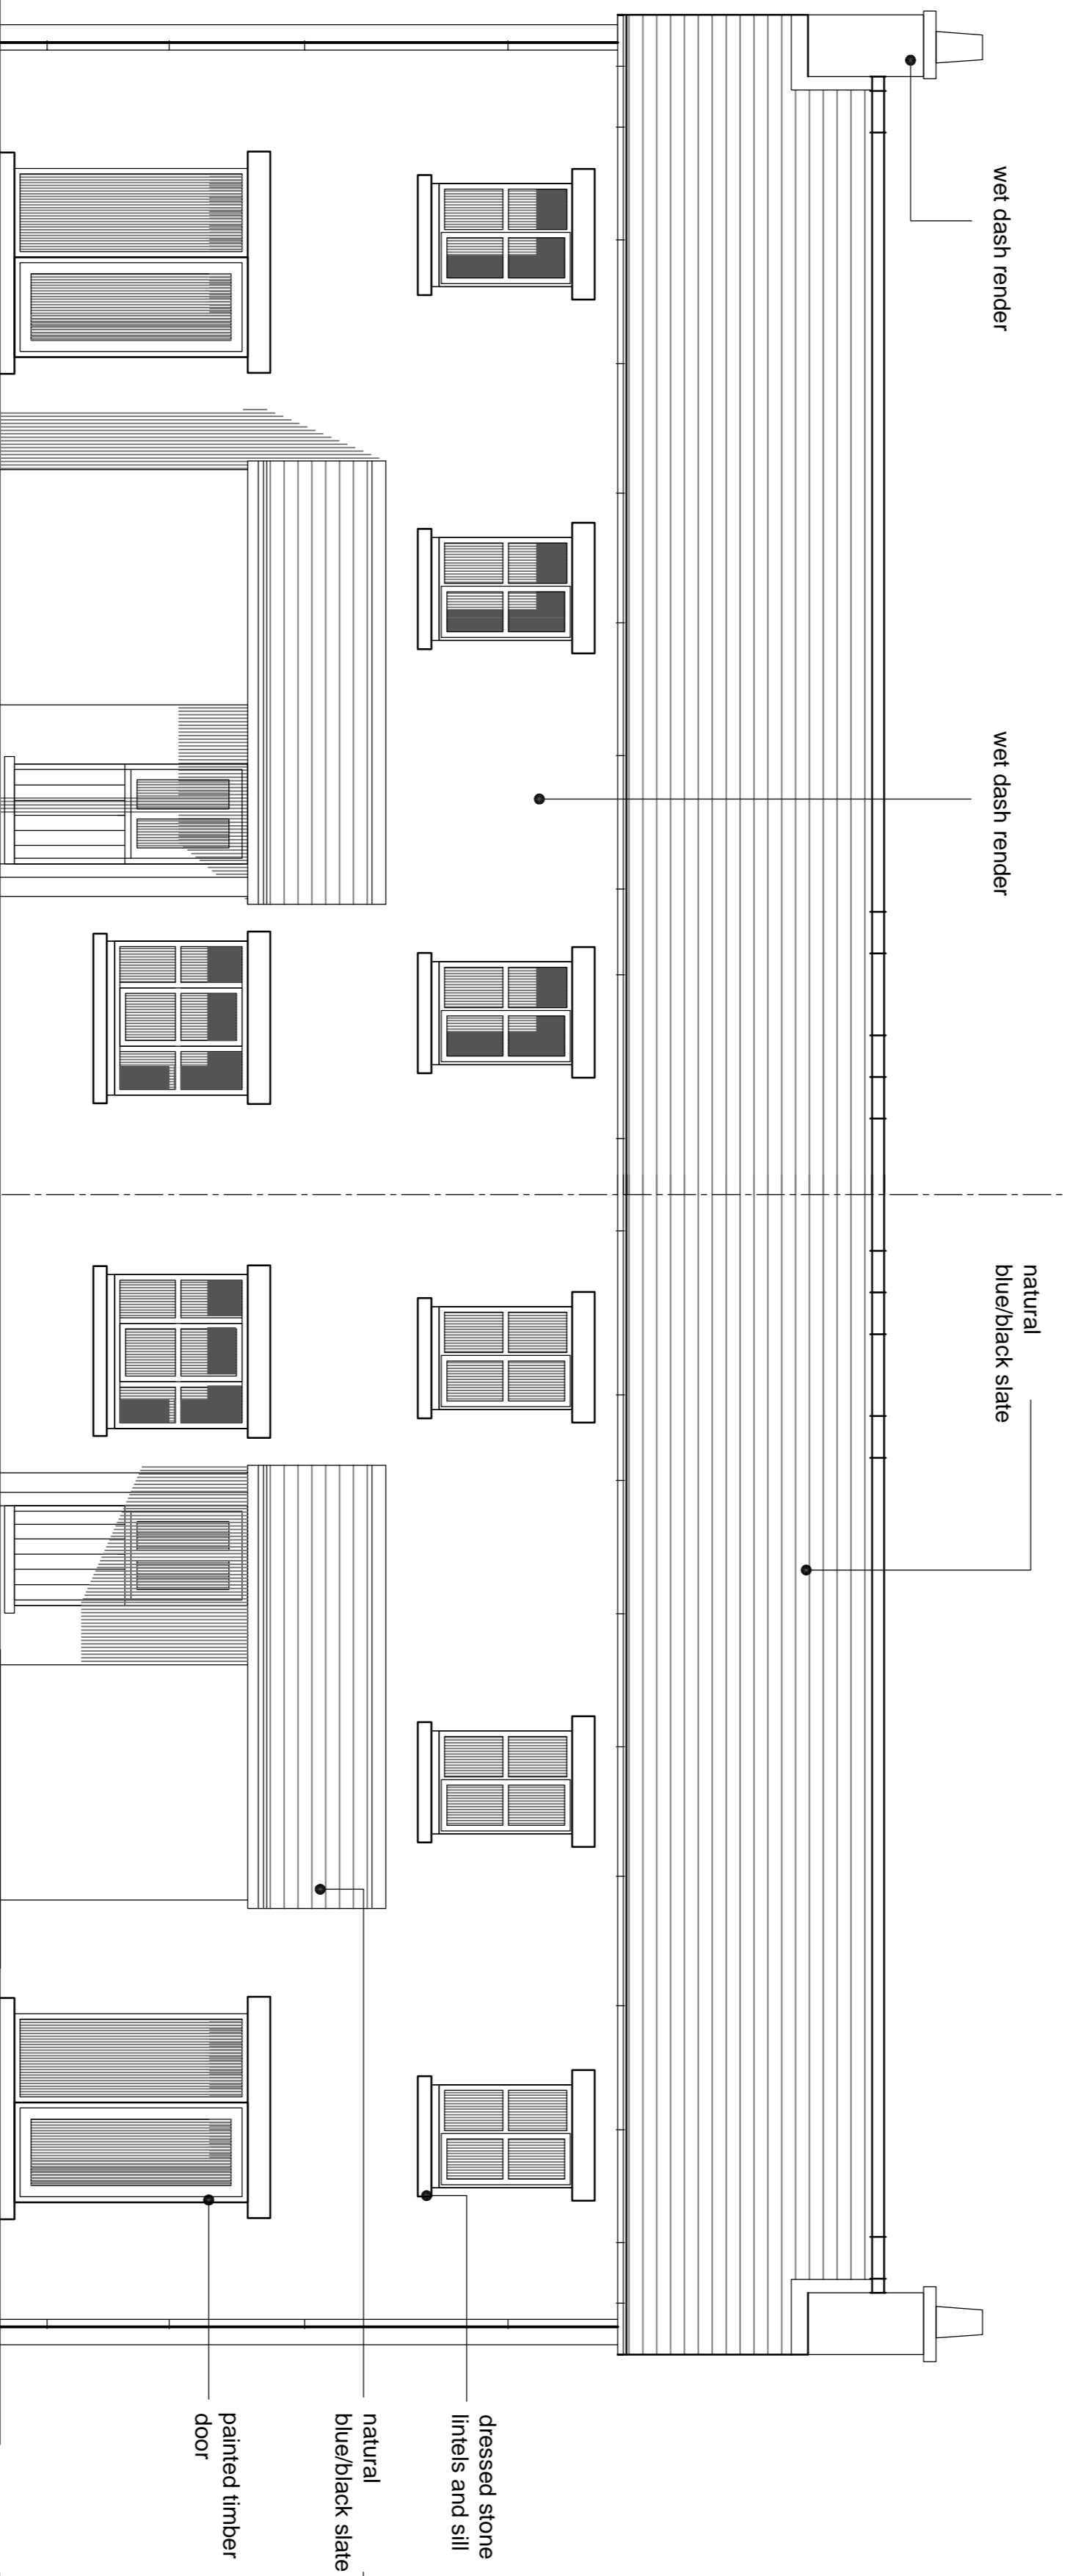 wet dash render
wet dash render
natural
blue/black slate
dressed stone
lintels and sill
natural
blue/black slate
painted timber
door